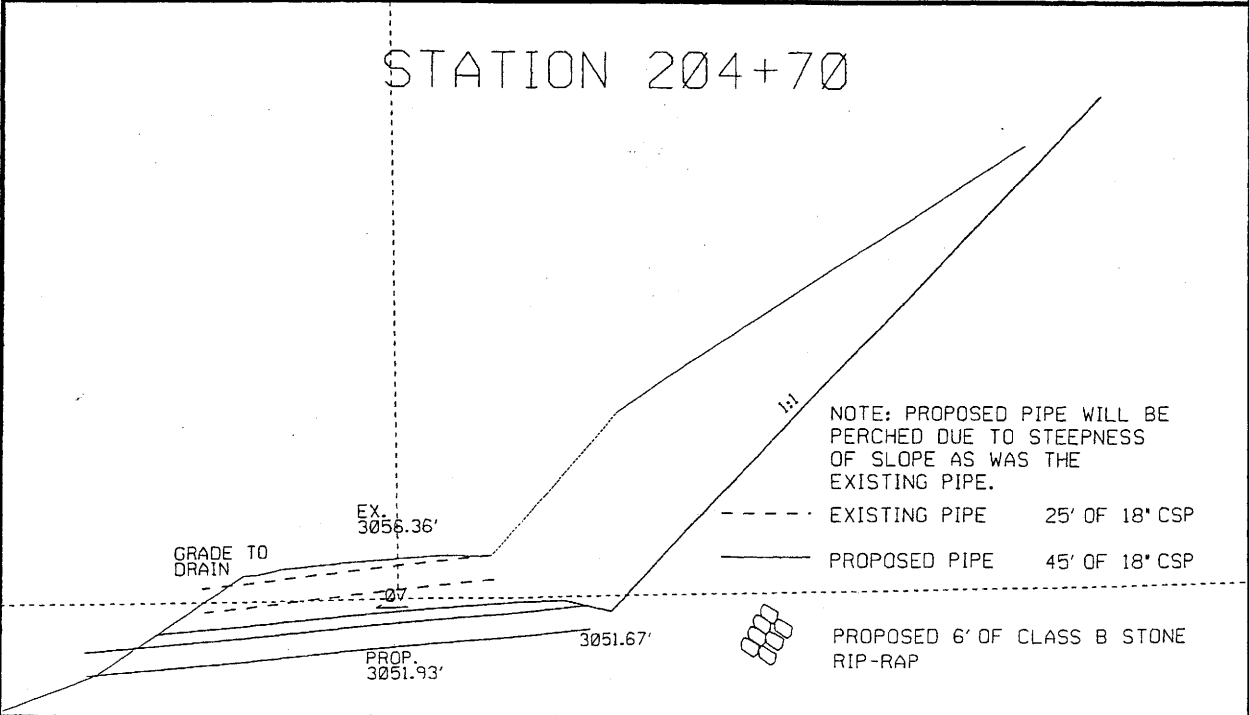 STATION 204+70
1:1
NOTE: PROPOSED PIPE WILL BE
PERCHED DUE TO STEEPNESS
OF SLOPE AS WAS THE
EXISTING PIPE.
EX.
3056.36'
EXISTING PIPE 25' OF 18" CSP
GRADE TO
DRAIN
PROPOSED PIPE 45' OF 18" CSP
3051.67'
PROPOSED 6' OF CLASS B STONE
RIP-RAP
PROP.
3051.93'